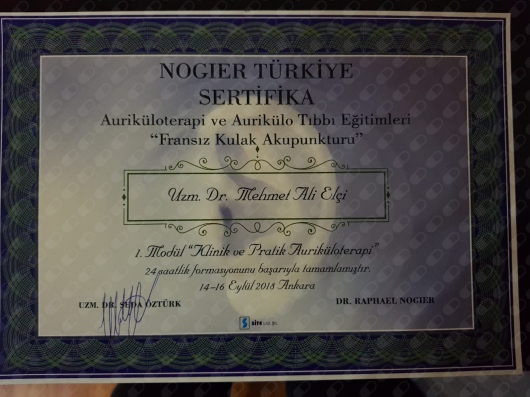 NOGIER TÜRKİYE
SERTİFİKA
Auriküloterapi ve Aurikülo Tıbbı Eğitimleri
“Fransız Kulak Akupunkturu”
Uzm. Dr. Mehmet Ali Elçi
1. Modül “Klinik ve Pratik Auriküloterapi”
24 saatlik formasyonunu başarıyla tamamlamıştır.
14-16 Eylül 2018 Ankara
UZM. DR. SEDA ÖZTÜRK
DR. RAPHAEL NOGIER